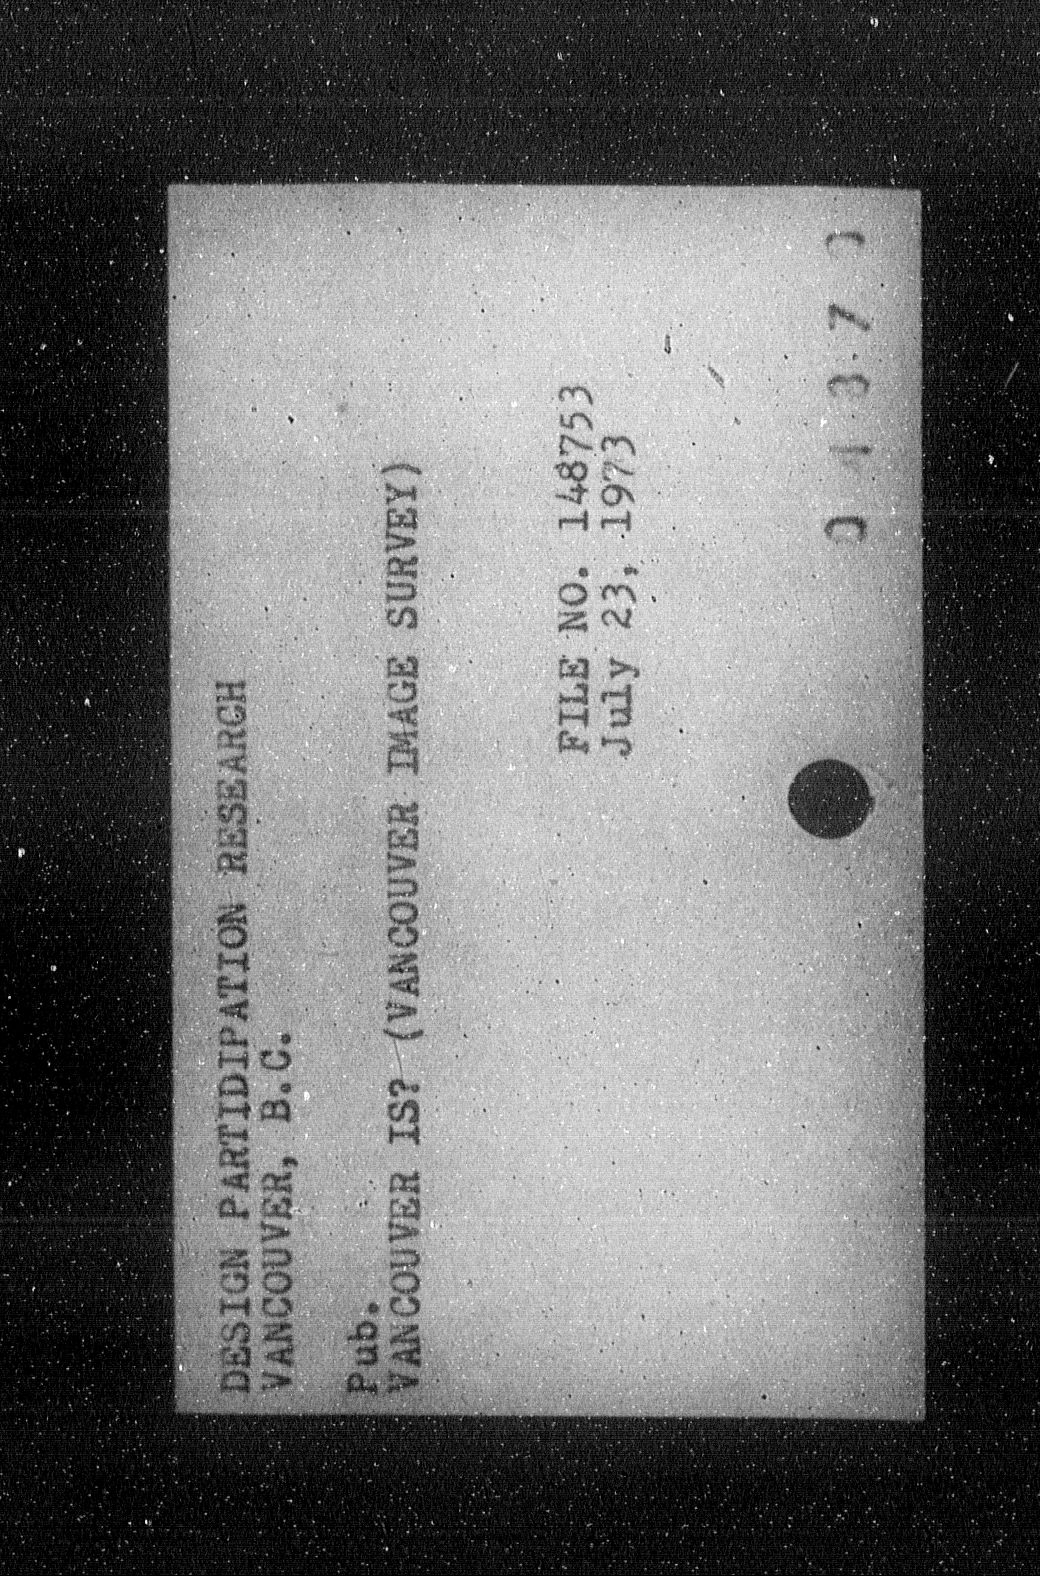 DESIGN PARTIDIPATION RESEARCH
VANCOUVER, B.C.
Pub.
VANCOUVER IS? (VANCOUVER IMAGE SURVEY)
FILE NO. 148753
July 23, 1973